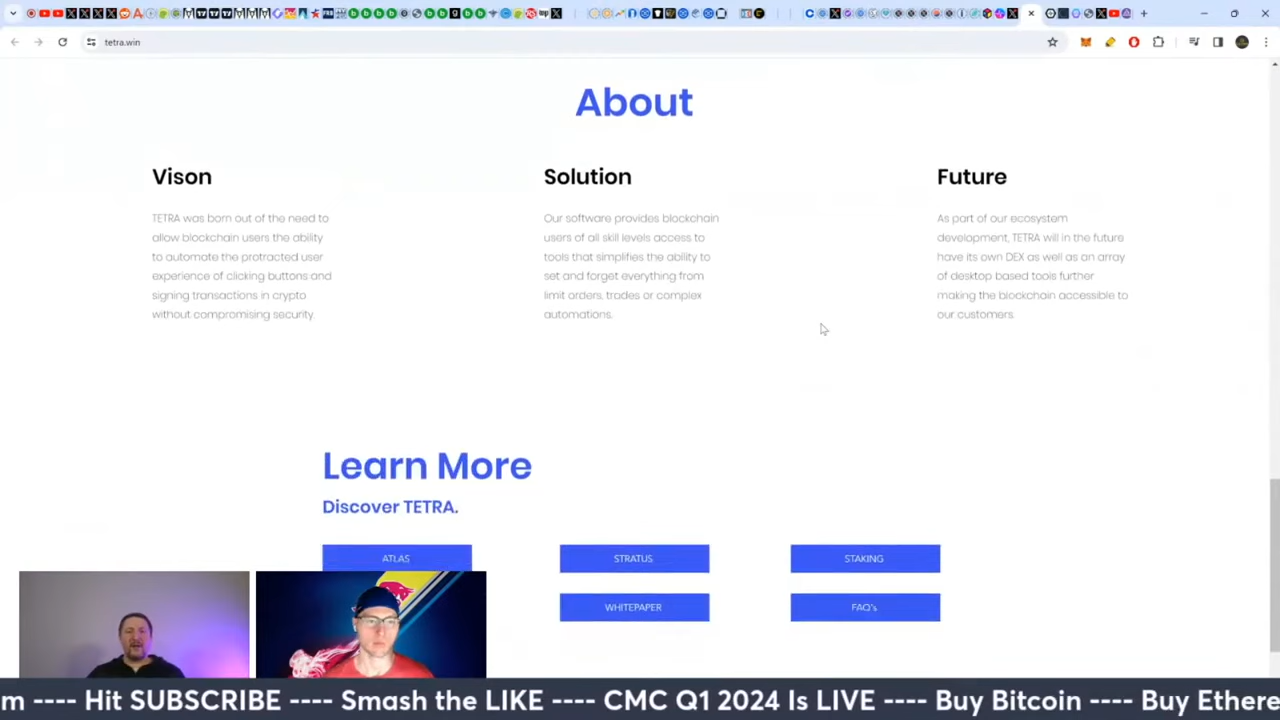 tetra.win
About
Vison
TETRA was born out of the need to
allow blockchain users the ability
to automate the protracted user
experience of clicking buttons and
signing transactions in crypto
without compromising security.
Solution
Our software provides blockchain
users of all skill levels access to
tools that simplifies the ability to
set and forget everything from
limit orders, trades or complex
automations.
Future
As part of our ecosystem
development, TETRA will in the future
have its own DEX as well as an array
of desktop based tools further
making the blockchain accessible to
our customers.
Learn More
Discover TETRA.
ATLAS
STRATUS
STAKING
WHITEPAPER
FAQ's
m ---- Hit SUBSCRIBE ---- Smash the LIKE ---- CMC Q1 2024 Is LIVE ---- Buy Bitcoin ---- Buy Ethere